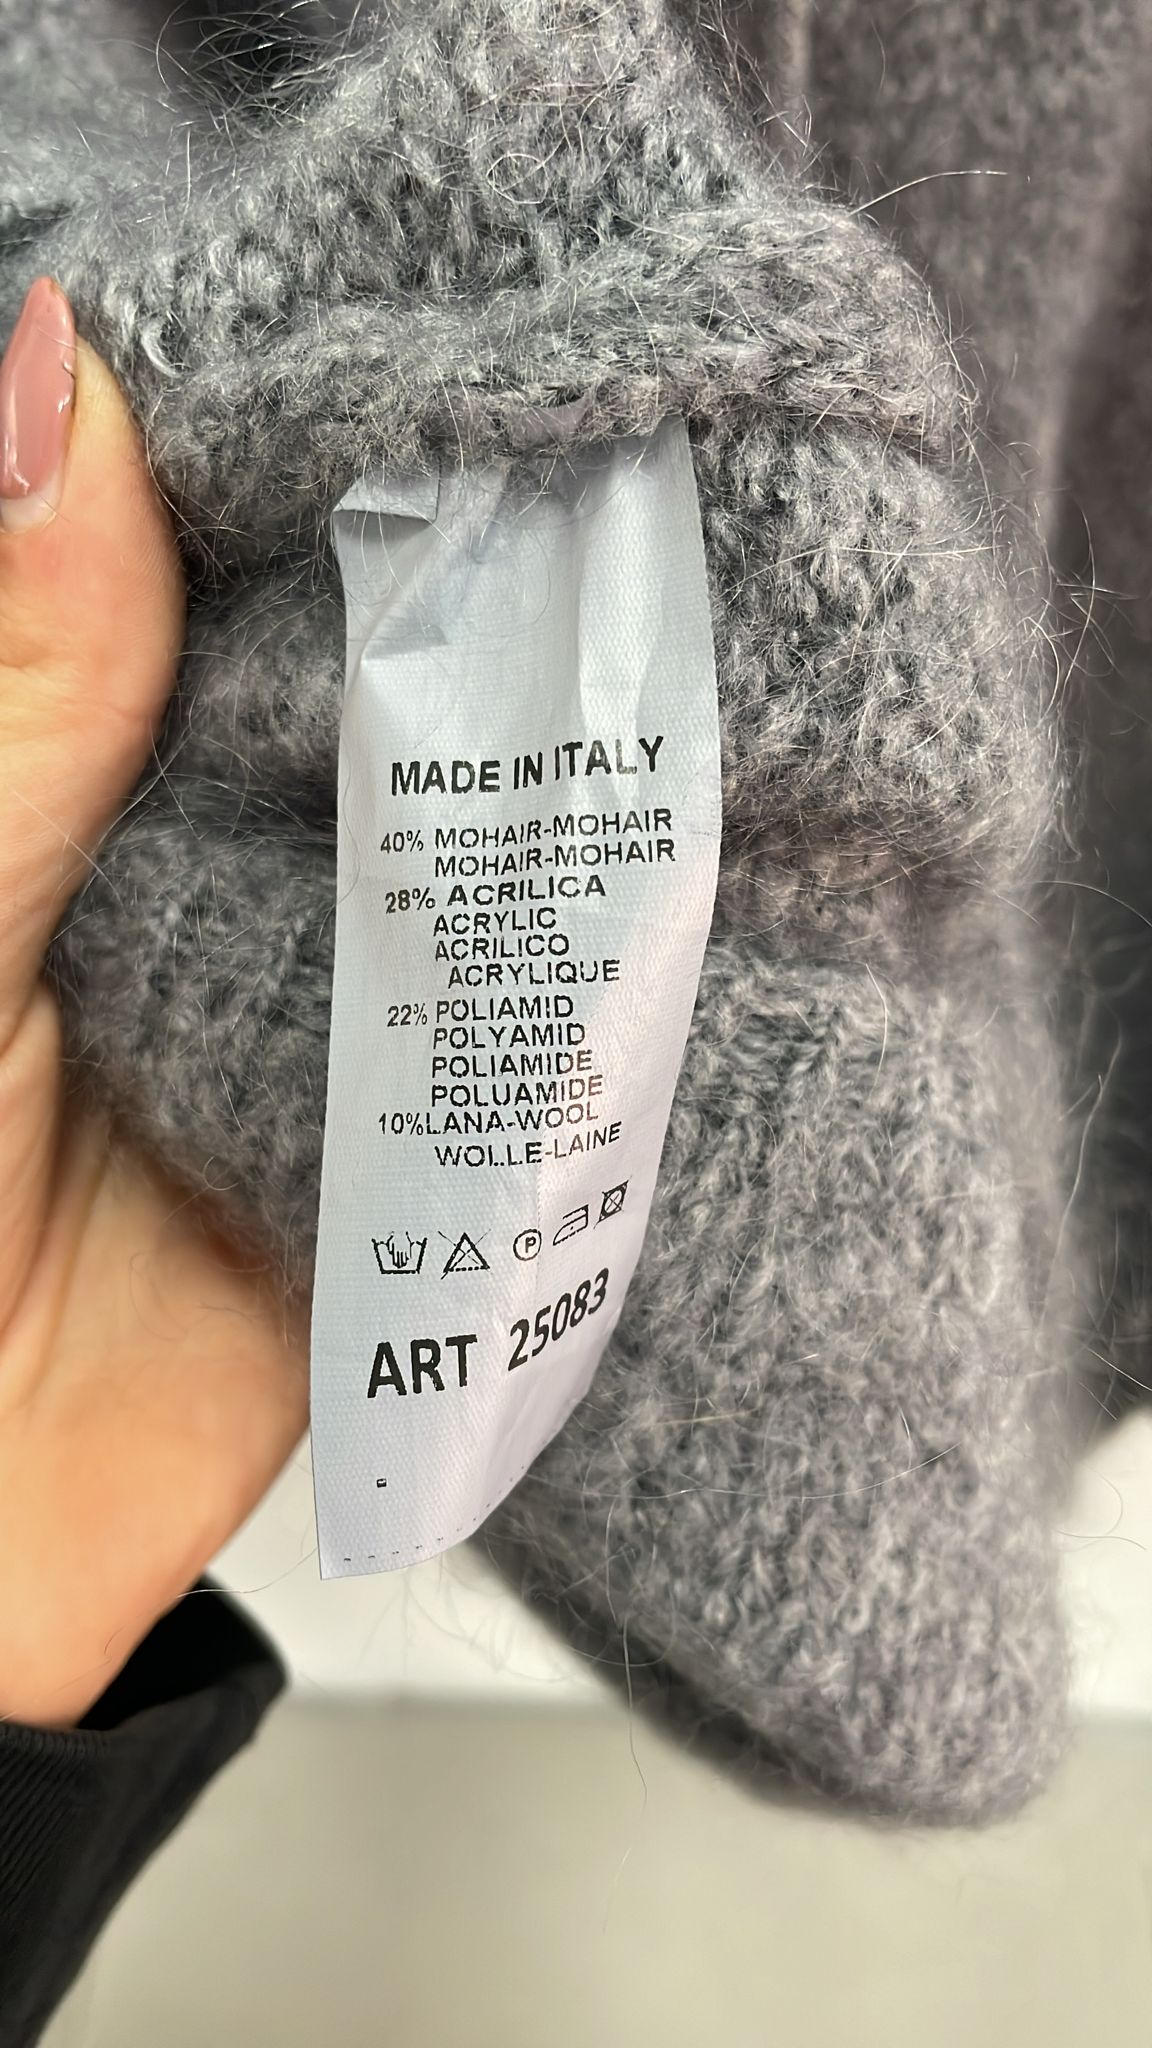 MADE IN ITALY
40% MOHAIR-MOHAIR
MOHAIR-MOHAIR
28% ACRILICA
ACRYLIC
ACRILICO
ACRYLIQUE
22% POLIAMID
POLYAMID
POLIAMIDE
POLUAMIDE
10%LANA-WOOL
WOLLE-LAINE
P
ART 25083